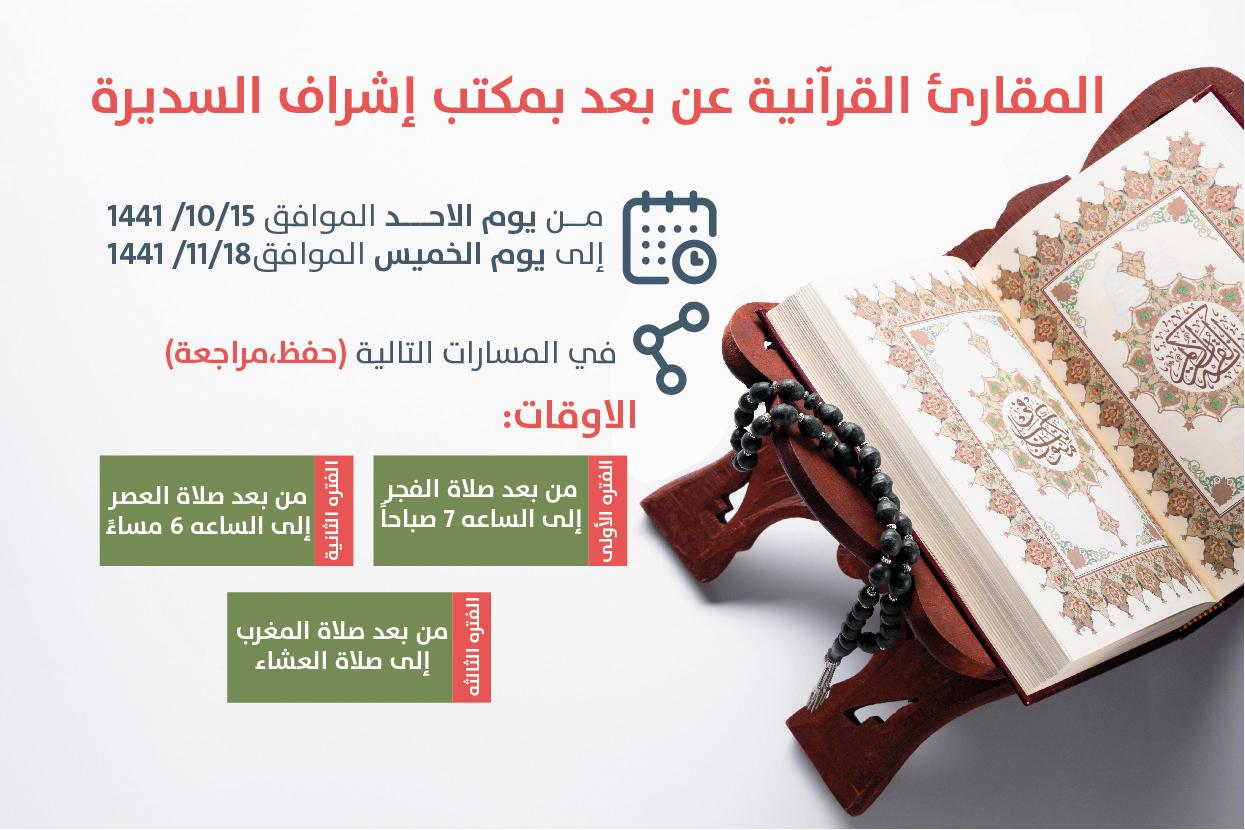 المقارئ القرآنية عن بعد بمكتب إشراف السديرة
مـــن يوم الاحـــد الموافق 10/15/ 1441
إلى يوم الخميس الموافق11/18/ 1441
في المسارات التالية (حفظ،مراجعة)
الاوقات:
الفتره الأولى
من بعد صلاة الفجر
إلى الساعه 7 صباحاً
الفتره الثانية
من بعد صلاة العصر
إلى الساعه 6 مساءً
الفتره الثالثه
من بعد صلاة المغرب
إلى صلاة العشاء